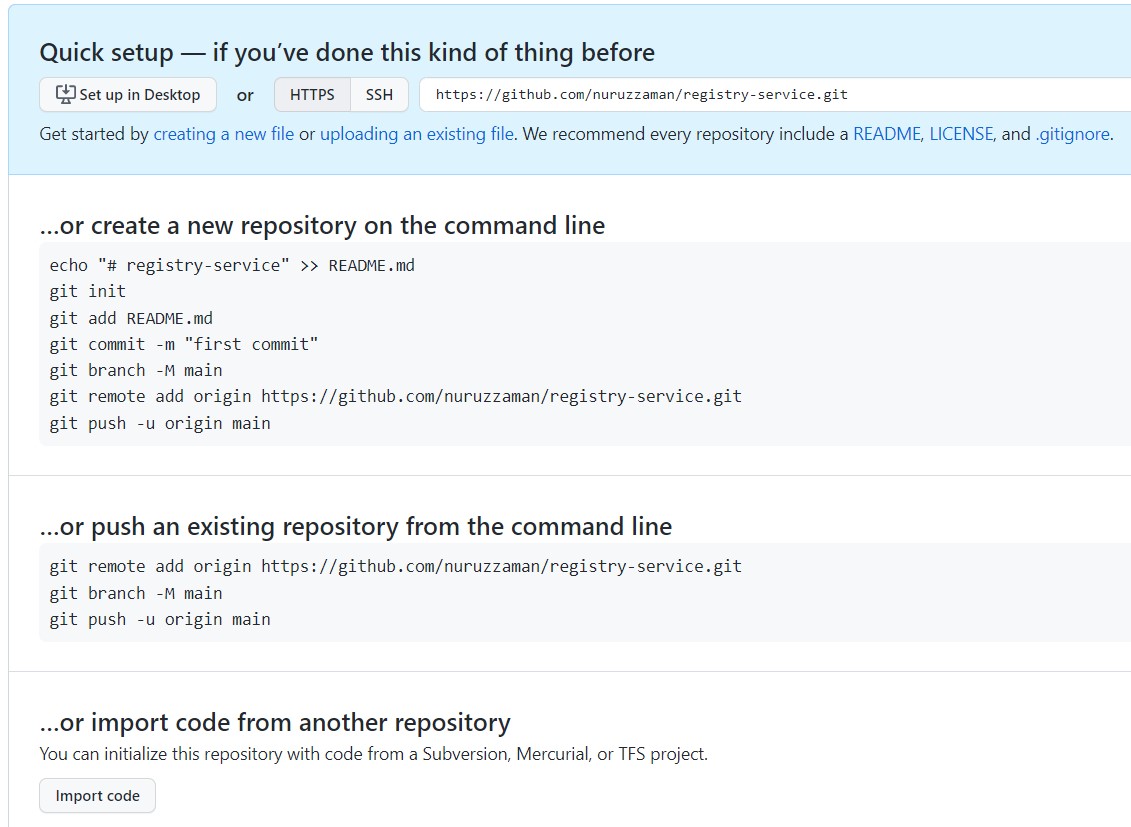 Quick setup — if you’ve done this kind of thing before
Set up in Desktop or HTTPS SSH https://github.com/nuruzzaman/registry-service.git
Get started by creating a new file or uploading an existing file. We recommend every repository include a README, LICENSE, and .gitignore.
…or create a new repository on the command line
echo "# registry-service" >> README.md
git init
git add README.md
git commit -m "first commit"
git branch -M main
git remote add origin https://github.com/nuruzzaman/registry-service.git
git push -u origin main
…or push an existing repository from the command line
git remote add origin https://github.com/nuruzzaman/registry-service.git
git branch -M main
git push -u origin main
…or import code from another repository
You can initialize this repository with code from a Subversion, Mercurial, or TFS project.
Import code